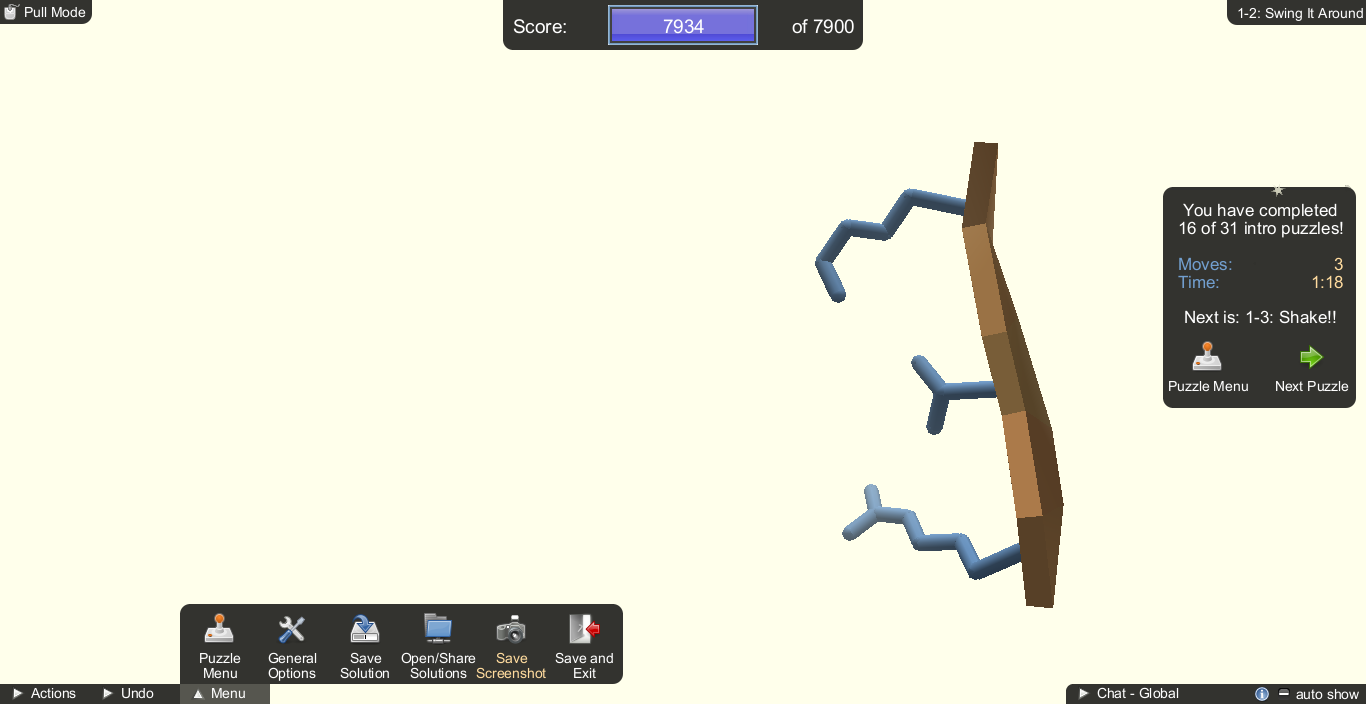 Pull Mode
Score: 7934 of 7900
1-2: Swing It Around
You have completed
16 of 31 intro puzzles!
Moves: 3
Time: 1:18
Next is: 1-3: Shake!!
Puzzle Menu Next Puzzle
Puzzle General Save Open/Share Save Save and
Menu Options Solution Solutions Screenshot Exit
Actions Undo Menu Chat - Global auto show